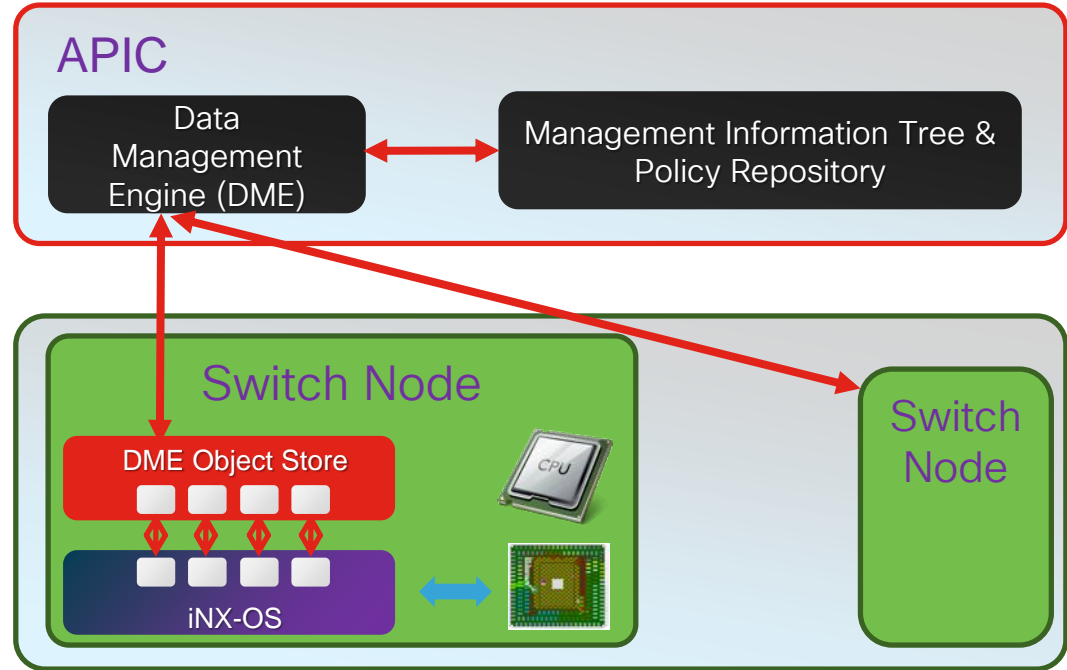 APIC
Data
Management
Engine (DME)
Management Information Tree &
Policy Repository
Switch Node
DME Object Store
CPU
iNX-OS
Switch
Node